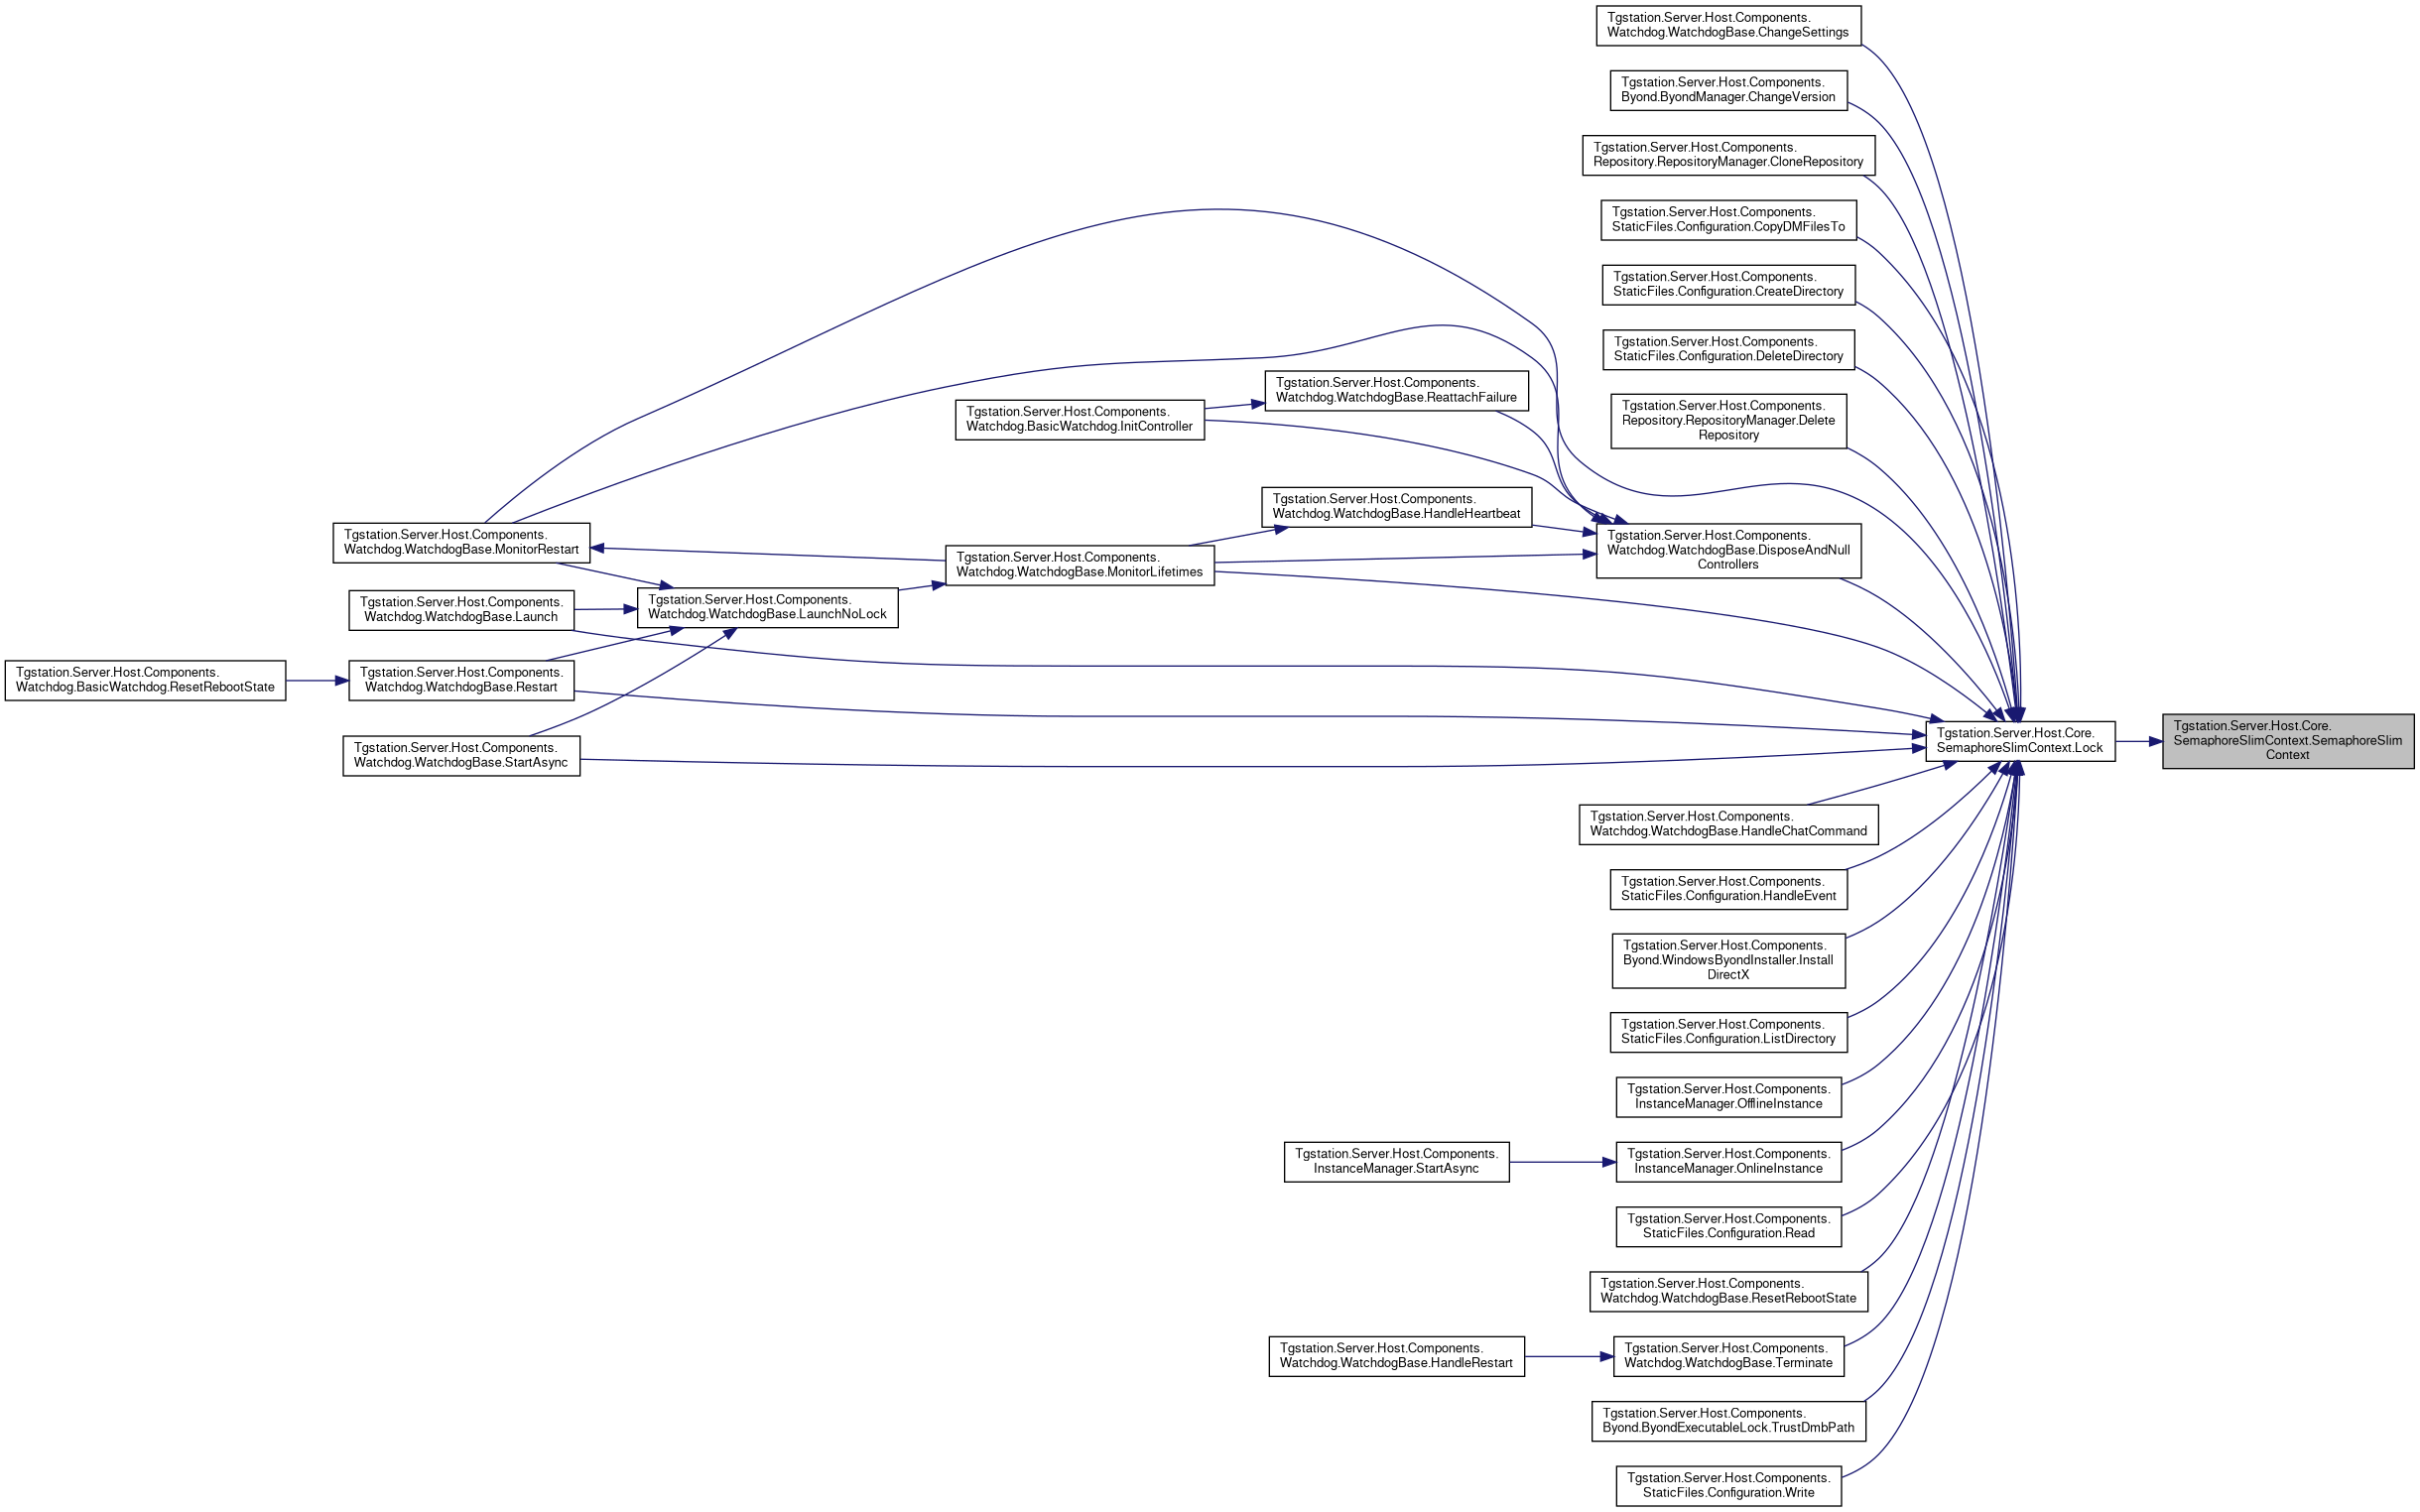 Tgstation.Server.Host.Components.
Watchdog.WatchdogBase.ChangeSettings
Tgstation.Server.Host.Components.
Byond.ByondManager.ChangeVersion
Tgstation.Server.Host.Components.
Repository.RepositoryManager.CloneRepository
Tgstation.Server.Host.Components.
StaticFiles.Configuration.CopyDMFilesTo
Tgstation.Server.Host.Components.
StaticFiles.Configuration.CreateDirectory
Tgstation.Server.Host.Components.
StaticFiles.Configuration.DeleteDirectory
Tgstation.Server.Host.Components.
Watchdog.WatchdogBase.ReattachFailure
Tgstation.Server.Host.Components.
Watchdog.BasicWatchdog.InitController
Tgstation.Server.Host.Components.
Repository.RepositoryManager.Delete
Repository
Tgstation.Server.Host.Components.
Watchdog.WatchdogBase.HandleHeartbeat
Tgstation.Server.Host.Components.
Watchdog.WatchdogBase.MonitorRestart
Tgstation.Server.Host.Components.
Watchdog.WatchdogBase.DisposeAndNull
Controllers
Tgstation.Server.Host.Components.
Watchdog.WatchdogBase.MonitorLifetimes
Tgstation.Server.Host.Components.
Watchdog.WatchdogBase.Launch
Tgstation.Server.Host.Components.
Watchdog.WatchdogBase.LaunchNoLock
Tgstation.Server.Host.Components.
Watchdog.BasicWatchdog.ResetRebootState
Tgstation.Server.Host.Components.
Watchdog.WatchdogBase.Restart
Tgstation.Server.Host.Components.
Watchdog.WatchdogBase.StartAsync
Tgstation.Server.Host.Core.
SemaphoreSlimContext.Lock
Tgstation.Server.Host.Core.
SemaphoreSlimContext.SemaphoreSlim
Context
Tgstation.Server.Host.Components.
Watchdog.WatchdogBase.HandleChatCommand
Tgstation.Server.Host.Components.
StaticFiles.Configuration.HandleEvent
Tgstation.Server.Host.Components.
Byond.WindowsByondInstaller.Install
DirectX
Tgstation.Server.Host.Components.
StaticFiles.Configuration.ListDirectory
Tgstation.Server.Host.Components.
InstanceManager.OfflineInstance
Tgstation.Server.Host.Components.
InstanceManager.StartAsync
Tgstation.Server.Host.Components.
InstanceManager.OnlineInstance
Tgstation.Server.Host.Components.
StaticFiles.Configuration.Read
Tgstation.Server.Host.Components.
Watchdog.WatchdogBase.ResetRebootState
Tgstation.Server.Host.Components.
Watchdog.WatchdogBase.HandleRestart
Tgstation.Server.Host.Components.
Watchdog.WatchdogBase.Terminate
Tgstation.Server.Host.Components.
Byond.ByondExecutableLock.TrustDmbPath
Tgstation.Server.Host.Components.
StaticFiles.Configuration.Write